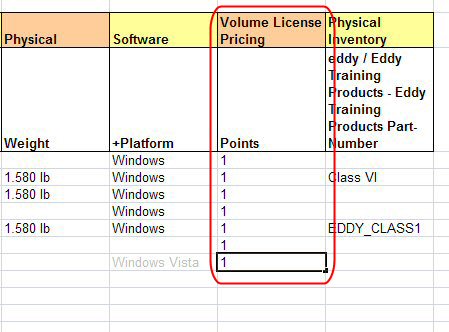 Physical Software Volume License Pricing Physical Inventory
Weight +Platform Points eddy / Eddy Training Products - Eddy Training Products Part-Number
Windows 1
1.580 lb Windows 1 Class VI
1.580 lb Windows 1
Windows 1
1.580 lb Windows 1 EDDY_CLASS1
1
Windows Vista 1